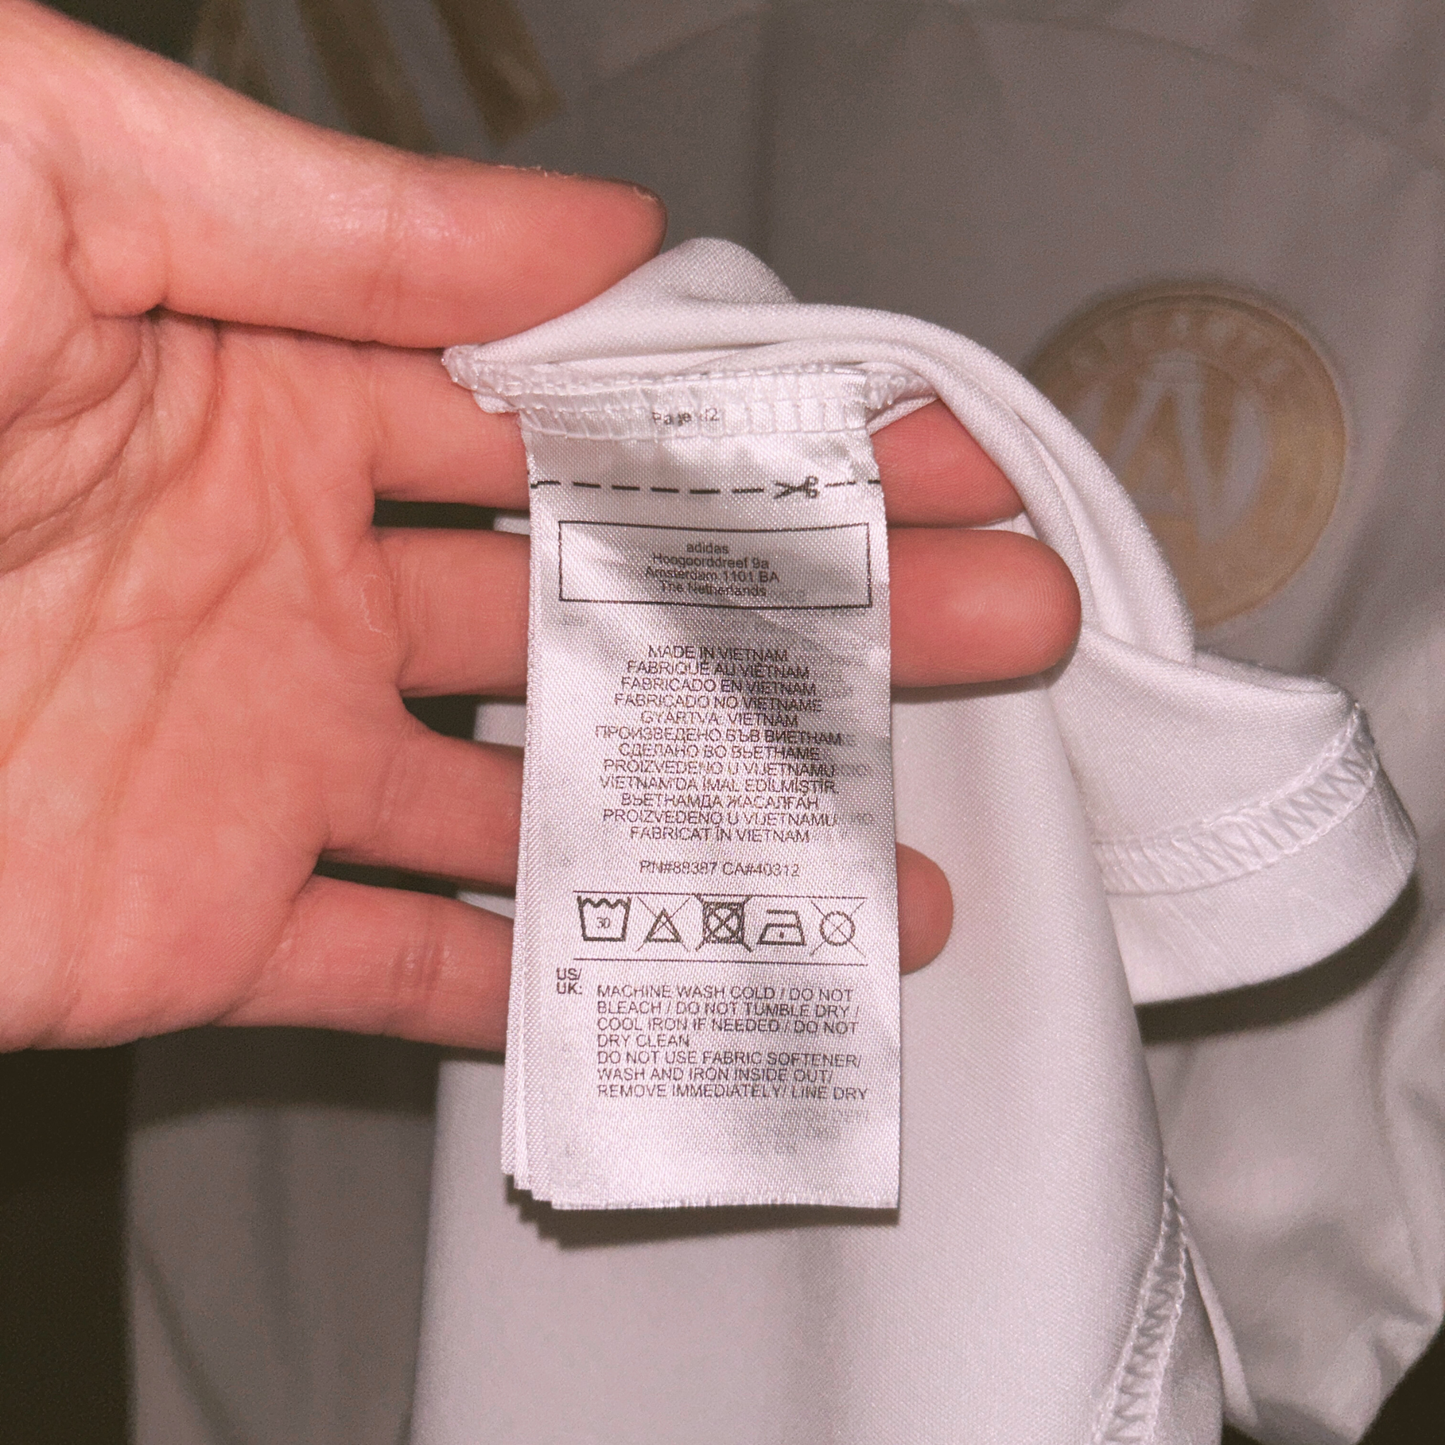 Page
adidas
Hoogoorddreef 9a
Amsterdam 1101 BA
The Netherlands
MADE IN VIETNAM
FABRIQUÉ AU VIETNAM
FABRICADO EN VIETNAM
FABRICADO NO VIETNAME
GYÁRTVA: VIETNÁM
ПРОИЗВЕДЕНО ВЪВ ВИЕТНАМ
СДЕЛАНО ВО ВЬЕТНАМЕ
PROIZVEDENO U VIJETNAMU
VIETNAM'DA İMAL EDİLMİŞTİR
ВЬЕТНАМДА ЖАСАЛҒАН
PROIZVEDENO U VIJETNAMU
FABRICAT ÎN VIETNAM
RN#88387 CA#40312
30
US/
UK:
MACHINE WASH COLD / DO NOT
BLEACH / DO NOT TUMBLE DRY /
COOL IRON IF NEEDED / DO NOT
DRY CLEAN
DO NOT USE FABRIC SOFTENER/
WASH AND IRON INSIDE OUT/
REMOVE IMMEDIATELY/ LINE DRY